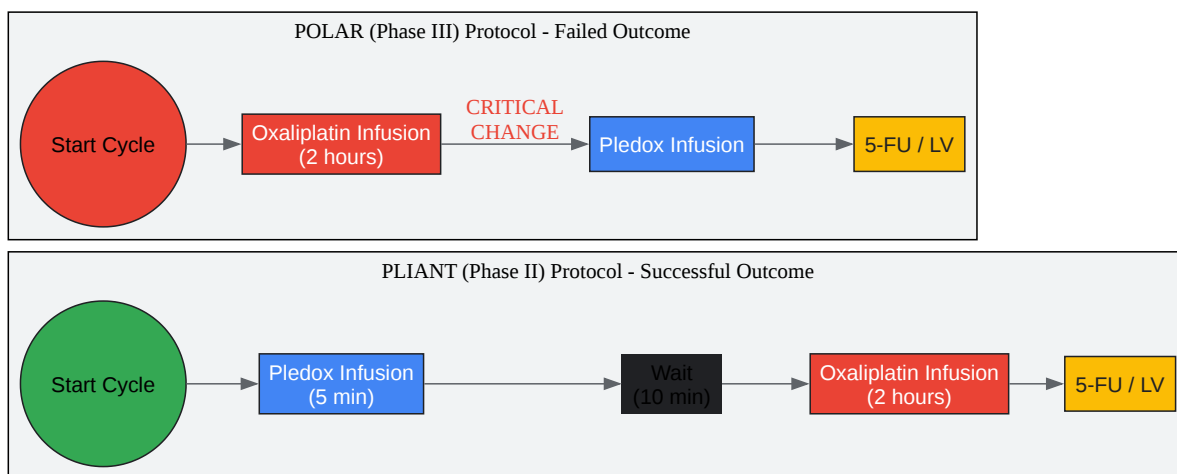 POLAR (Phase III) Protocol - Failed Outcome
Start Cycle
Oxaliplatin Infusion
(2 hours)
CRITICAL
CHANGE
Pledox Infusion
5-FU / LV
PLIANT (Phase II) Protocol - Successful Outcome
Start Cycle
Pledox Infusion
(5 min)
Wait
(10 min)
Oxaliplatin Infusion
(2 hours)
5-FU / LV